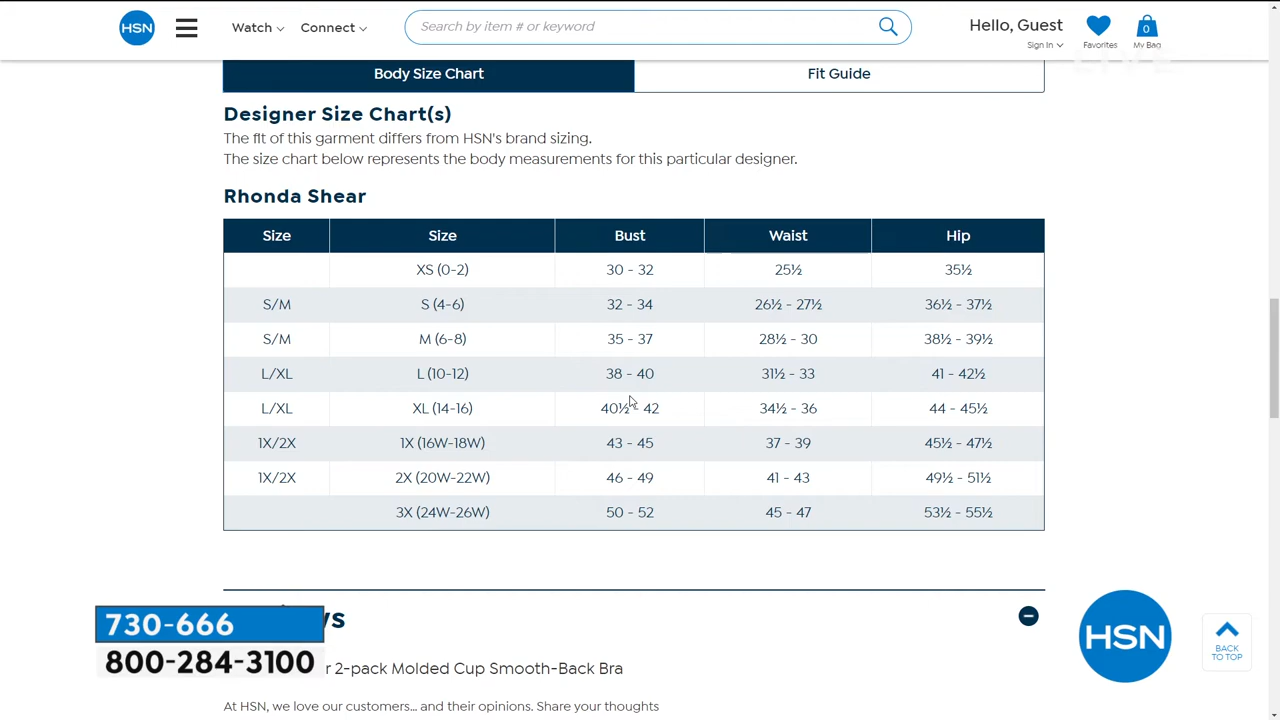 HSN
Watch
Connect
Search by item # or keyword
Hello, Guest
Sign In
Favorites
0
My Bag
Body Size Chart
Fit Guide
Designer Size Chart(s)
The fit of this garment differs from HSN's brand sizing.
The size chart below represents the body measurements for this particular designer.
Rhonda Shear
Size Size Bust Waist Hip
XS (0-2) 30 - 32 25½ 35½
S/M S (4-6) 32 - 34 26½ - 27½ 36½ - 37½
S/M M (6-8) 35 - 37 28½ - 30 38½ - 39½
L/XL L (10-12) 38 - 40 31½ - 33 41 - 42½
L/XL XL (14-16) 40½ - 42 34½ - 36 44 - 45½
1X/2X 1X (16W-18W) 43 - 45 37 - 39 45½ - 47½
1X/2X 2X (20W-22W) 46 - 49 41 - 43 49½ - 51½
3X (24W-26W) 50 - 52 45 - 47 53½ - 55½
730-666
800-284-3100
2-pack Molded Cup Smooth-Back Bra
At HSN, we love our customers... and their opinions. Share your thoughts
HSN
BACK
TO TOP